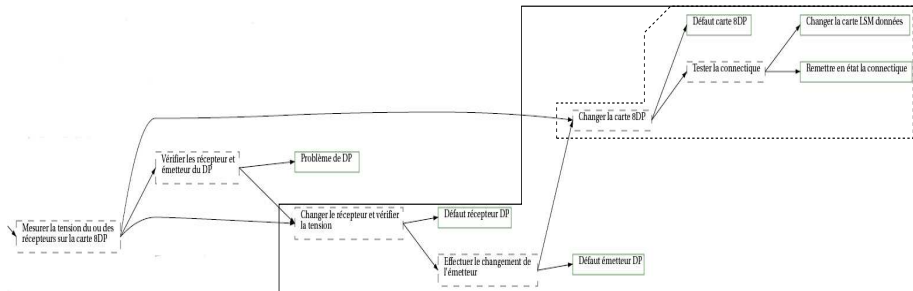 Défaut carte 8DP
Changer la carte LSM données
Tester la connectique
Remettre en état la connectique
Changer la carte 8DP
Vérifier les récepteur et
émetteur du DP
Problème de DP
Changer le récepteur et vérifier
la tension
Défaut récepteur DP
Mesurer la tension du ou des
récepteurs sur la carte 8DP
Effectuer le changement de
l'émetteur
Défaut émetteur DP